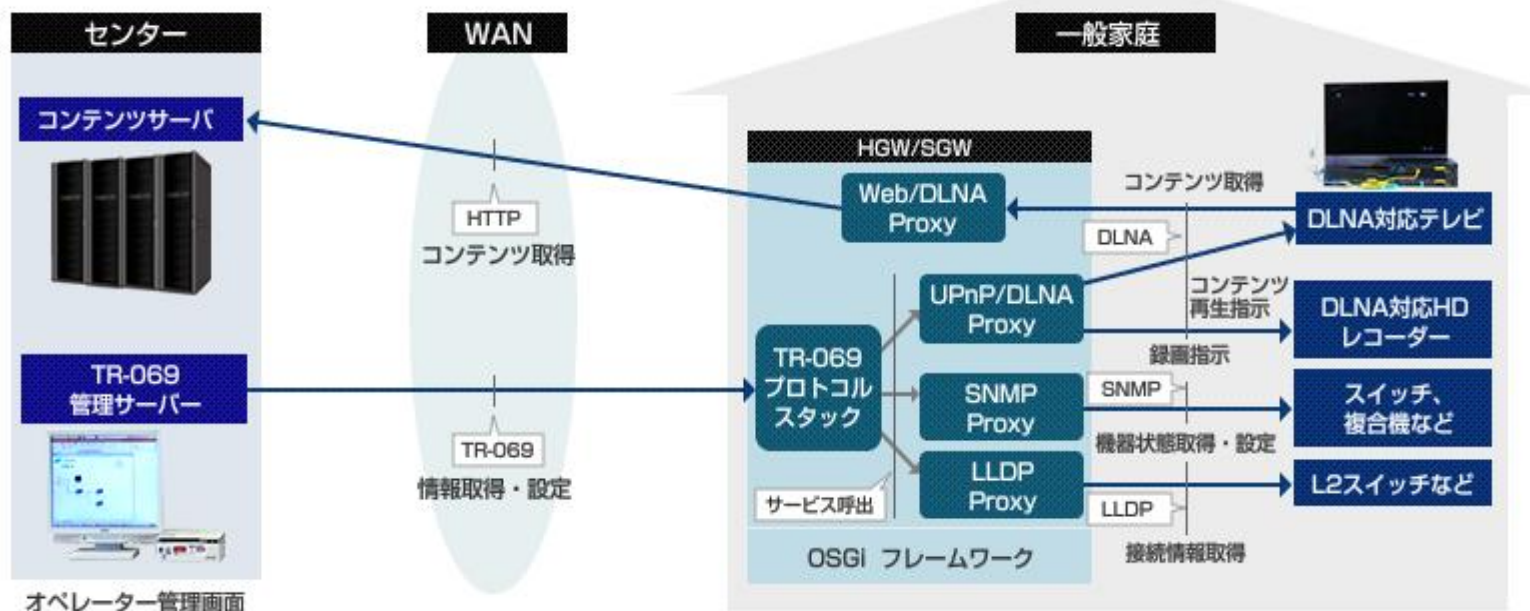 センター
WAN
一般家庭
コンテンツサーバ
HGW/SGW
Web/DLNA
Proxy
コンテンツ取得
DLNA対応テレビ
HTTP
コンテンツ取得
DLNA
UPnP/DLNA
Proxy
コンテンツ
再生指示
DLNA対応HD
レコーダー
録画指示
TR-069
管理サーバー
TR-069
プロトコル
スタック
SNMP
Proxy
SNMP
スイッチ、
複合機など
機器状態取得・設定
TR-069
情報取得・設定
サービス呼出
LLDP
Proxy
LLDP
L2スイッチなど
接続情報取得
OSGi フレームワーク
オペレーター管理画面